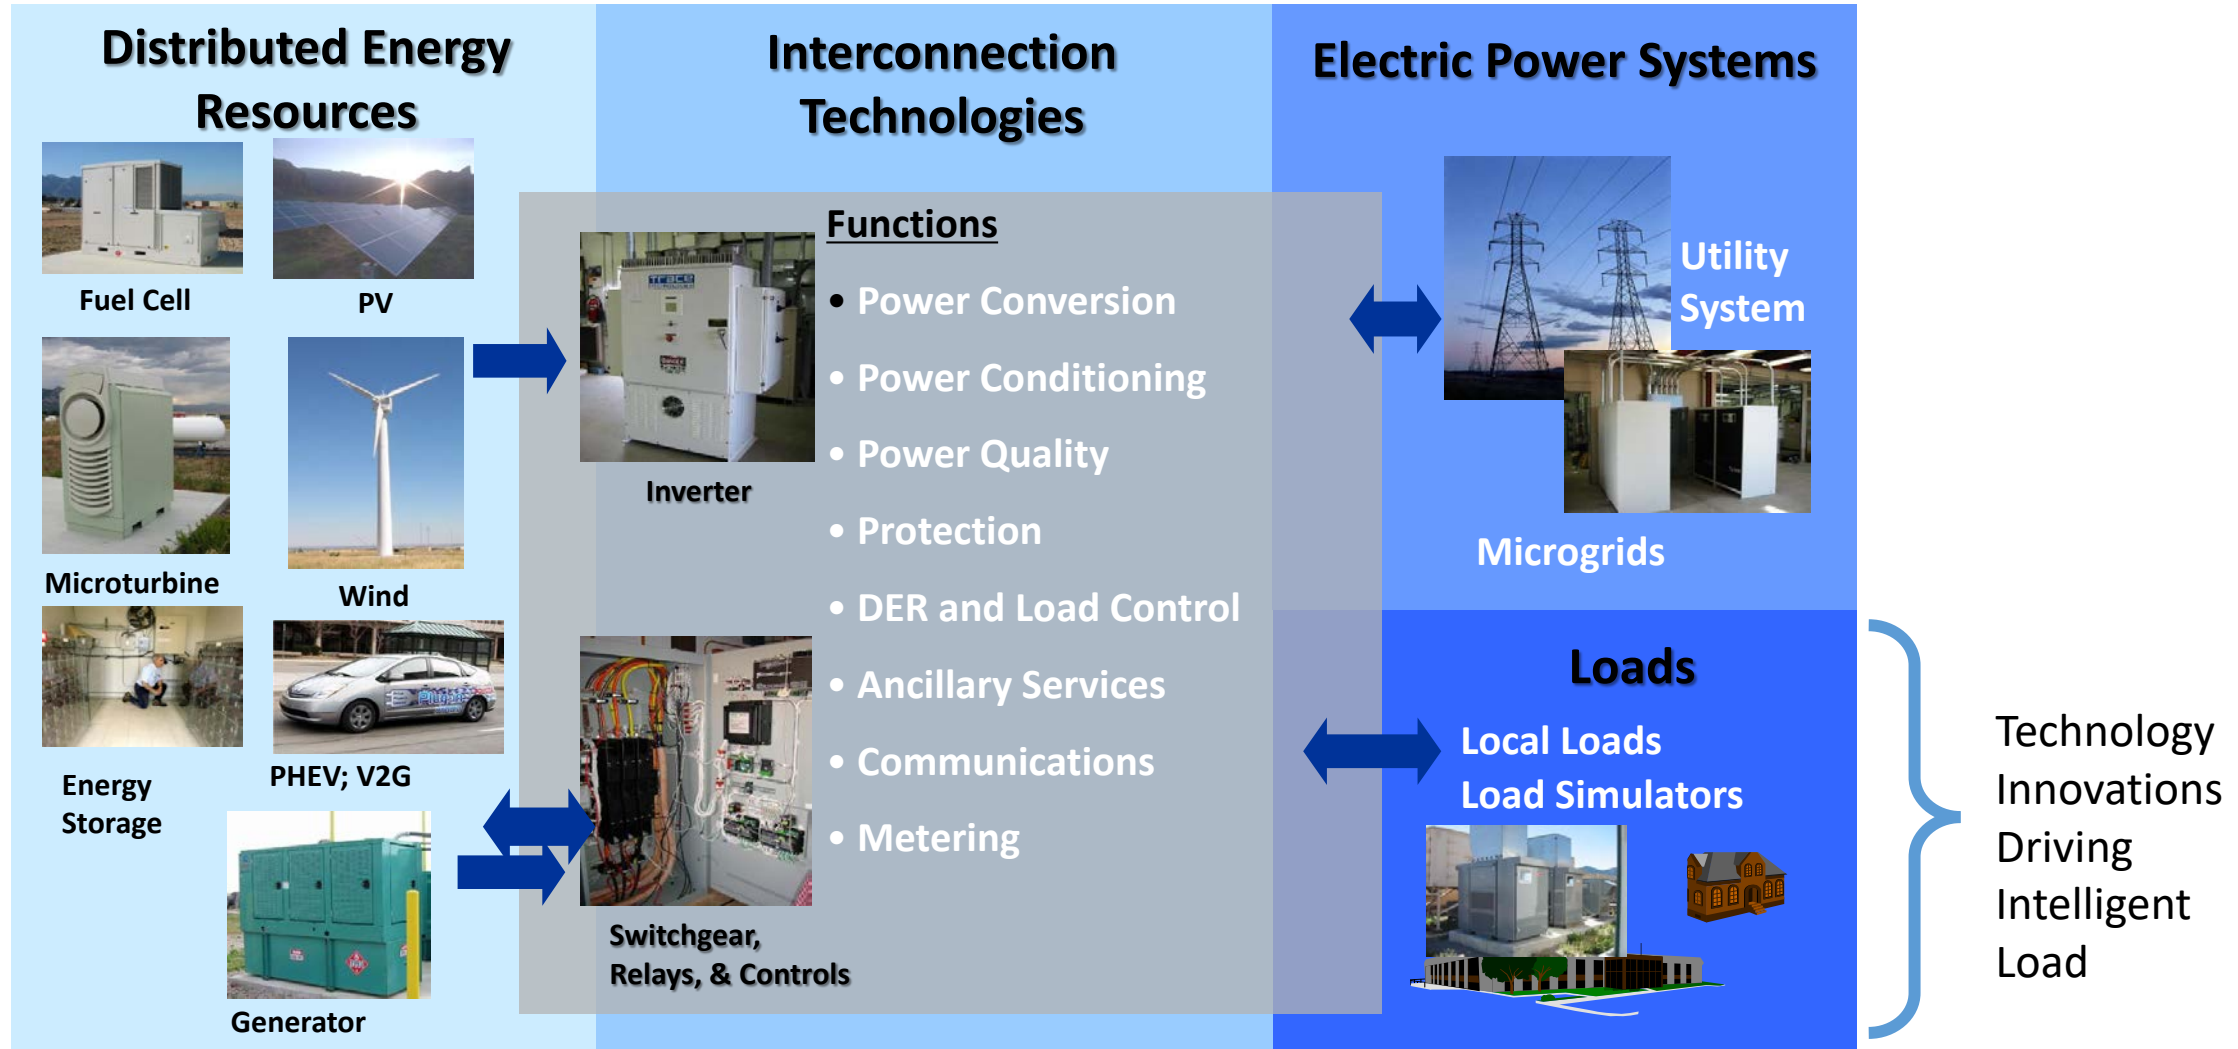 Distributed Energy
Resources
Fuel Cell
PV
Microturbine
Wind
Energy
Storage
PHEV; V2G
Generator
Interconnection
Technologies
Trace
Inverter
Switchgear,
Relays, & Controls
Functions
• Power Conversion
• Power Conditioning
• Power Quality
• Protection
• DER and Load Control
• Ancillary Services
• Communications
• Metering
Electric Power Systems
Utility
System
Microgrids
Loads
Local Loads
Load Simulators
Technology
Innovations
Driving
Intelligent
Load